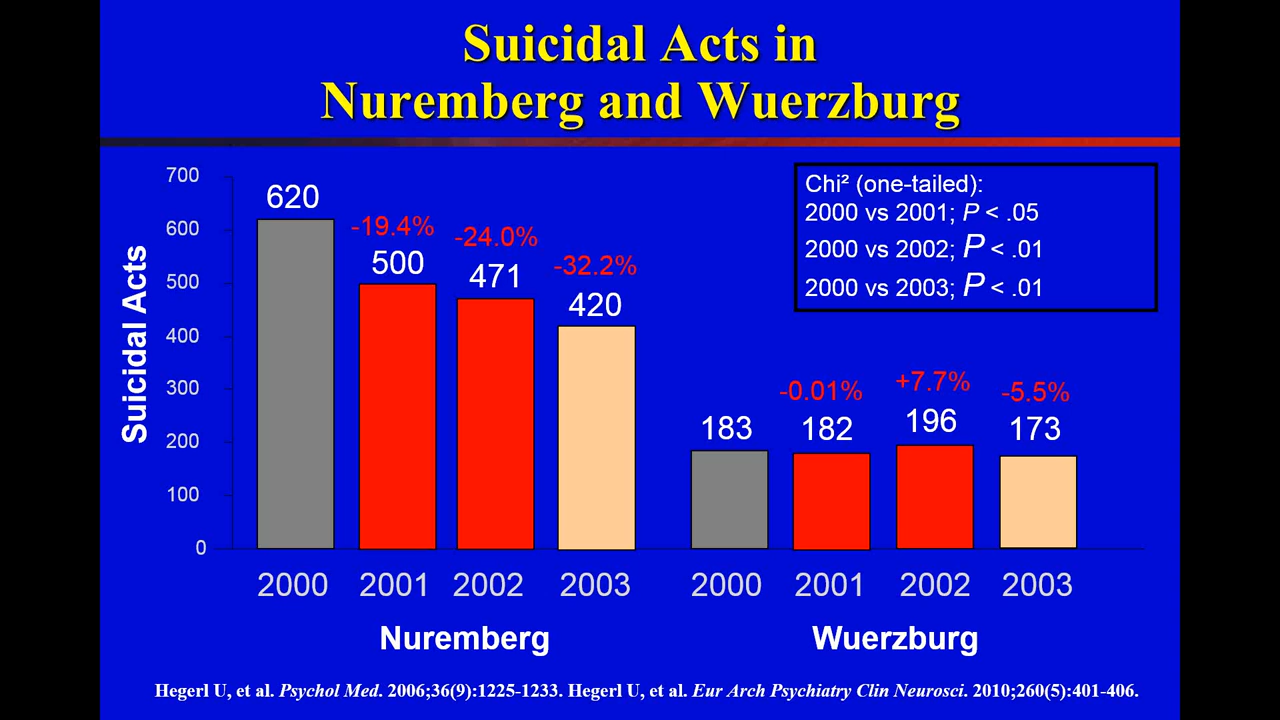 Suicidal Acts in
Nuremberg and Wuerzburg
Suicidal Acts
700
600
500
400
300
200
100
0
620
-19.4%
500
-24.0%
471
-32.2%
420
183
-0.01%
182
+7.7%
196
-5.5%
173
Chi² (one-tailed):
2000 vs 2001; P < .05
2000 vs 2002; P < .01
2000 vs 2003; P < .01
2000 2001 2002 2003 2000 2001 2002 2003
Nuremberg Wuerzburg
Hegerl U, et al. Psychol Med. 2006;36(9):1225-1233. Hegerl U, et al. Eur Arch Psychiatry Clin Neurosci. 2010;260(5):401-406.